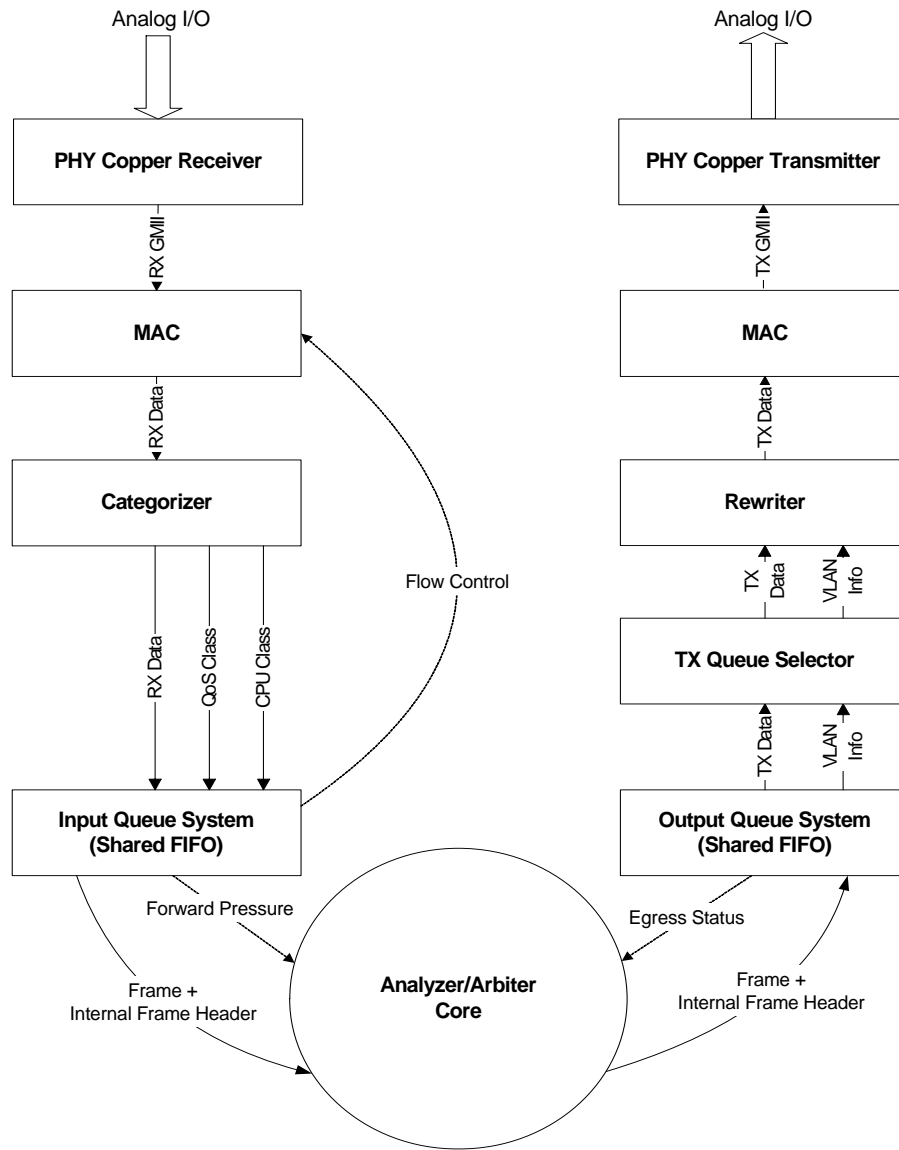 Analog I/O
Analog I/O
PHY Copper Receiver
PHY Copper Transmitter
RX GMII
TX GMII
MAC
MAC
RX Data
TX Data
Categorizer
Rewriter
Flow Control
TX
Data
VLAN
Info
RX Data
QoS Class
CPU Class
TX Queue Selector
TX Data
VLAN
Info
Input Queue System
(Shared FIFO)
Output Queue System
(Shared FIFO)
Forward Pressure
Egress Status
Analyzer/Arbiter
Core
Frame +
Internal Frame Header
Frame +
Internal Frame Header